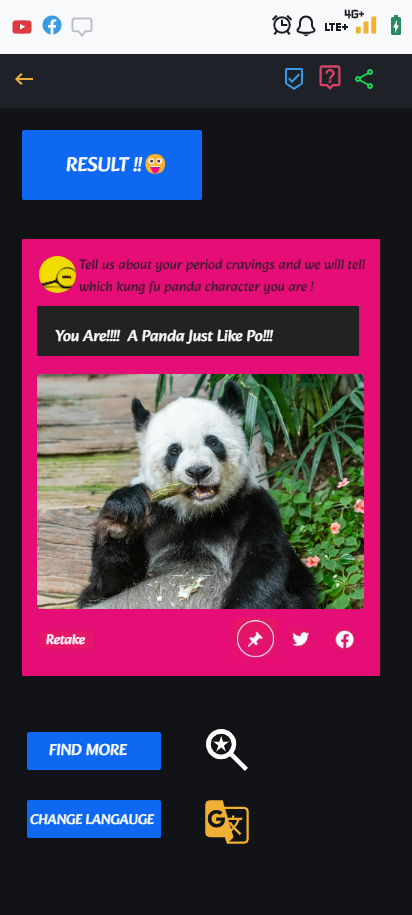 4G+
LTE+
RESULT !!
Tell us about your period cravings and we will tell
which kung fu panda character you are !
You Are!!!! A Panda Just Like Po!!!
Retake
FIND MORE
CHANGE LANGAUGE